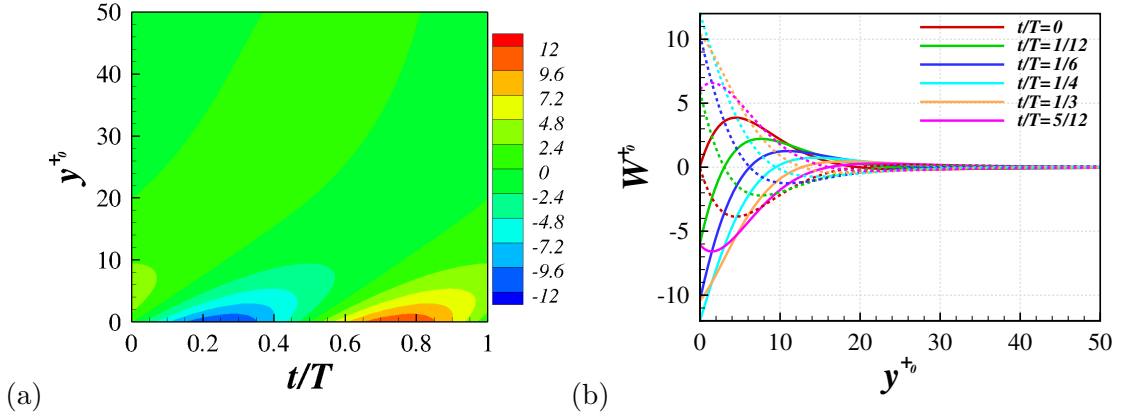 50
40
30
20
10
0
y⁺⁰
0
0.2
0.4
0.6
0.8
1
t/T
12
9.6
7.2
4.8
2.4
0
-2.4
-4.8
-7.2
-9.6
-12
(a)
10
5
0
-5
-10
W⁺⁰
t/T=0
t/T=1/12
t/T=1/6
t/T=1/4
t/T=1/3
t/T=5/12
0
10
20
30
40
50
y⁺⁰
(b)